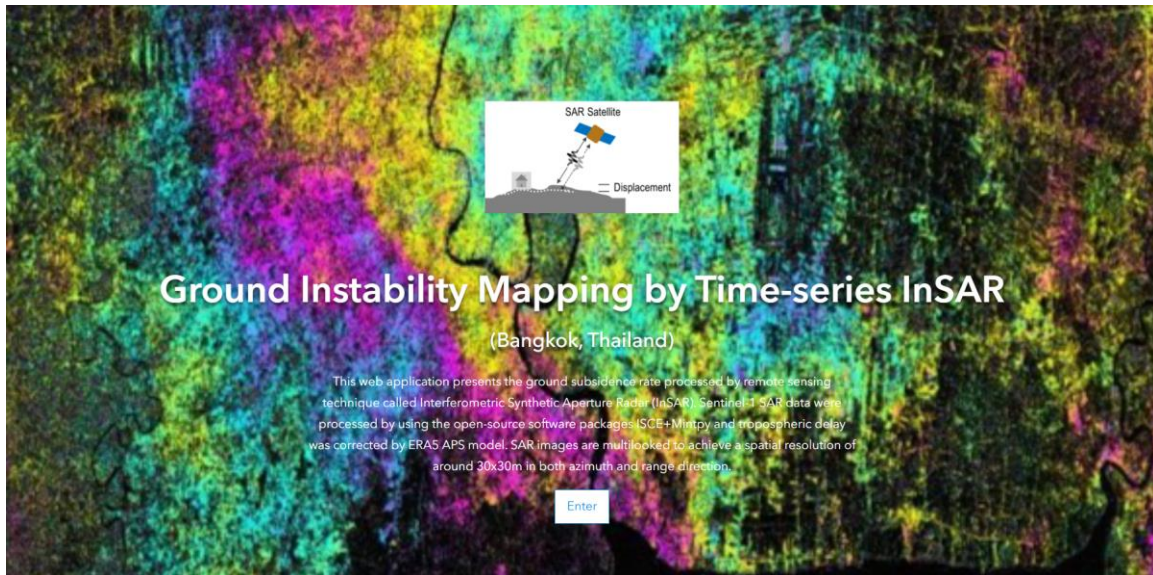 SAR Satellite
Displacement
Ground Instability Mapping by Time-series InSAR
(Bangkok, Thailand)
This web application presents the ground subsidence rate processed by remote sensing
technique called Interferometric Synthetic Aperture Radar (InSAR). Sentinel-1 SAR data were
processed by using the open-source software packages ISCE+Mintpy and tropospheric delay
was corrected by ERA5 APS model. SAR images are multilooked to achieve a spatial resolution of
around 30x30m in both azimuth and range direction.
Enter